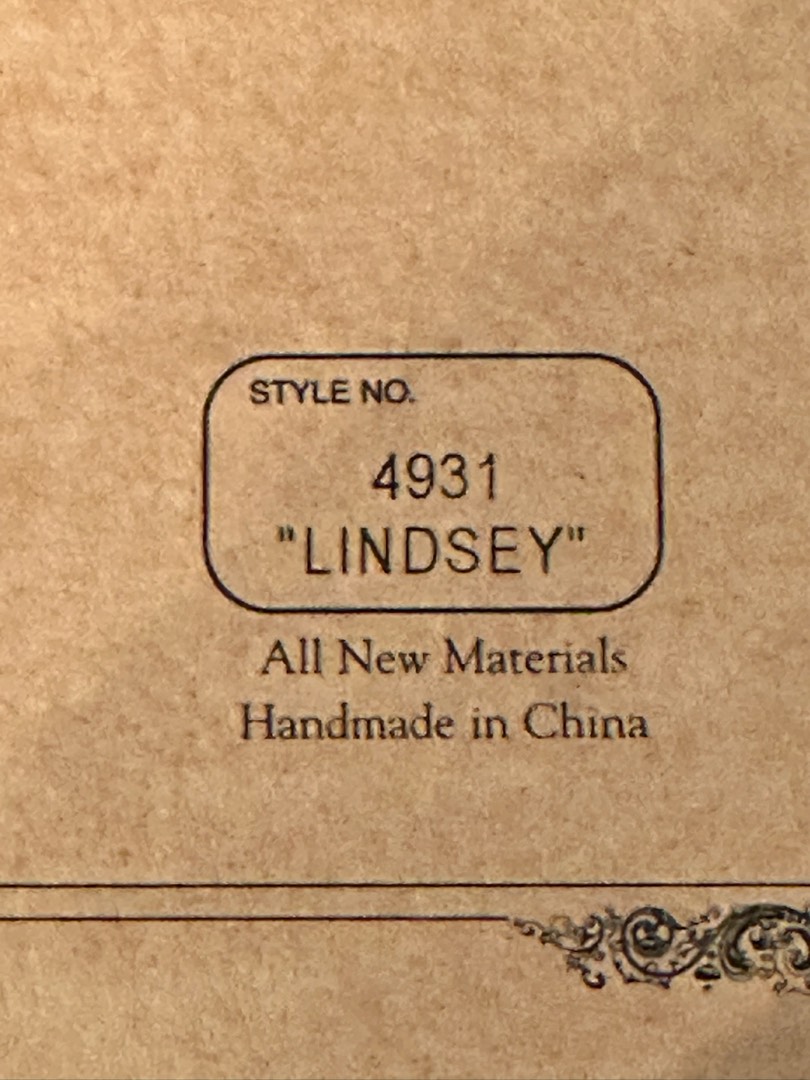 STYLE NO.
4931
"LINDSEY"
All New Materials
Handmade in China